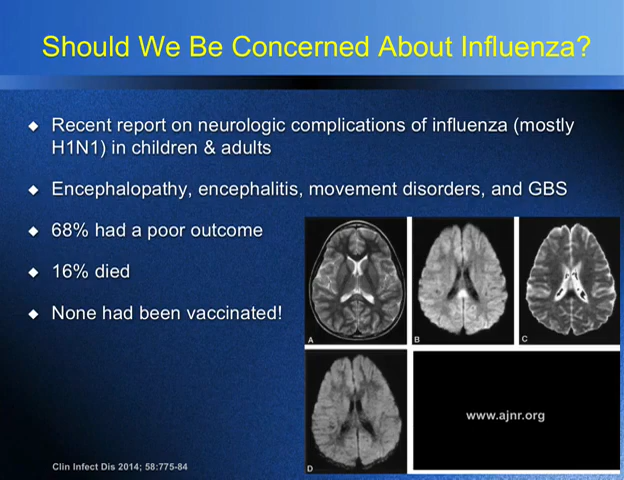 Should We Be Concerned About Influenza?
◆ Recent report on neurologic complications of influenza (mostly
H1N1) in children & adults
◆ Encephalopathy, encephalitis, movement disorders, and GBS
◆ 68% had a poor outcome
◆ 16% died
◆ None had been vaccinated!
A
B
C
D
www.ajnr.org
Clin Infect Dis 2014; 58:775-84